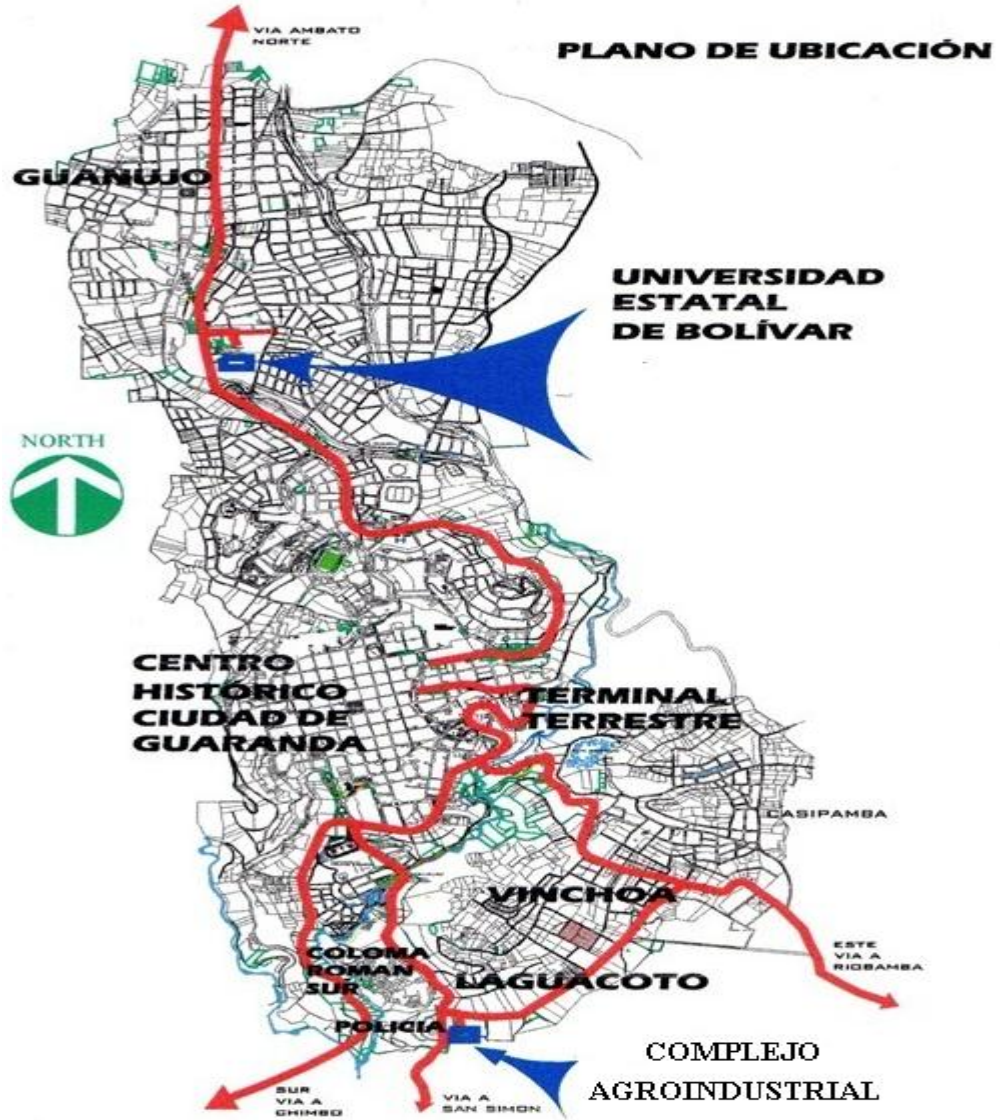 VIA AMBATO
NORTE
PLANO DE UBICACIÓN
GUANUJO
UNIVERSIDAD
ESTATAL
DE BOLÍVAR
NORTH
CENTRO
HISTÓRICO
CIUDAD DE
GUARANDA
TERMINAL
TERRESTRE
CASIPAMBA
VINCHOA
ESTE
VIA A
RIOBAMBA
COLOMA
ROMAN
SUR
LAGUACOTO
POLICIA
COMPLEJO
AGROINDUSTRIAL
SUR
VIA A
CHIMBO
VIA A
SAN SIMON